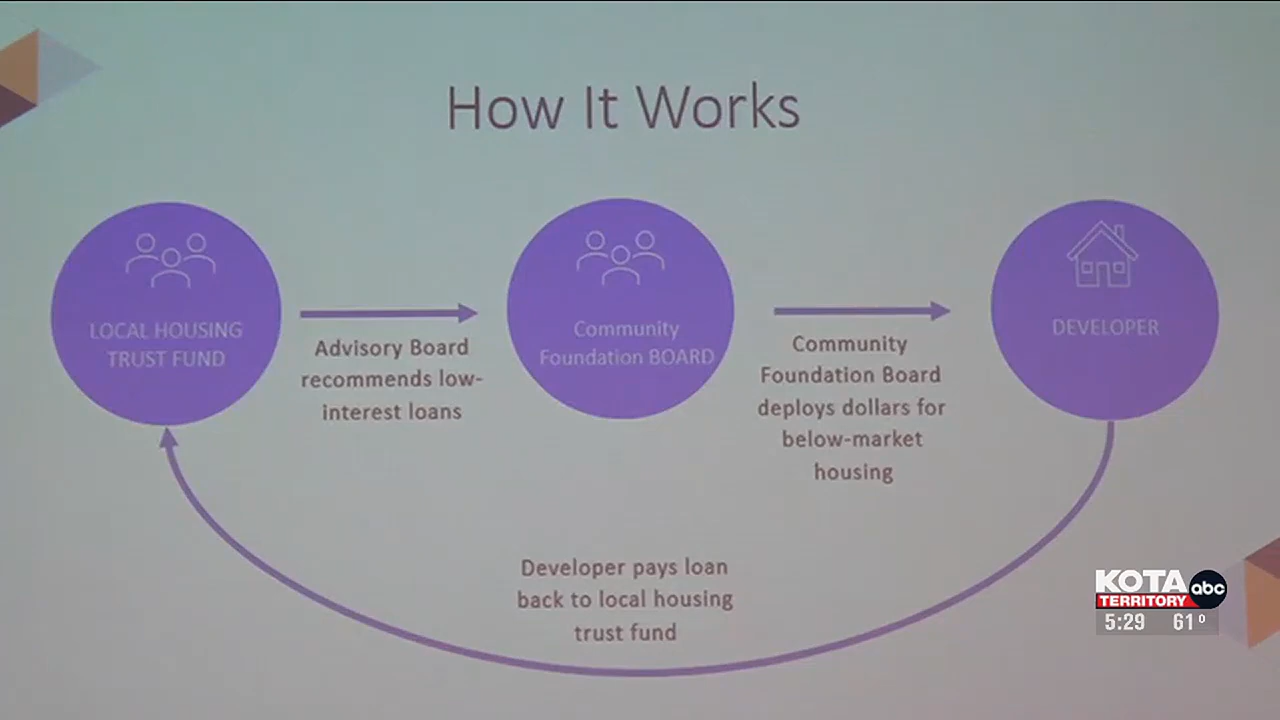 How It Works
LOCAL HOUSING
TRUST FUND
Advisory Board
recommends low-
interest loans
Community
Foundation BOARD
Community
Foundation Board
deploys dollars for
below-market
housing
DEVELOPER
Developer pays loan
back to local housing
trust fund
KOTA
TERRITORY
abc
5:29 61°